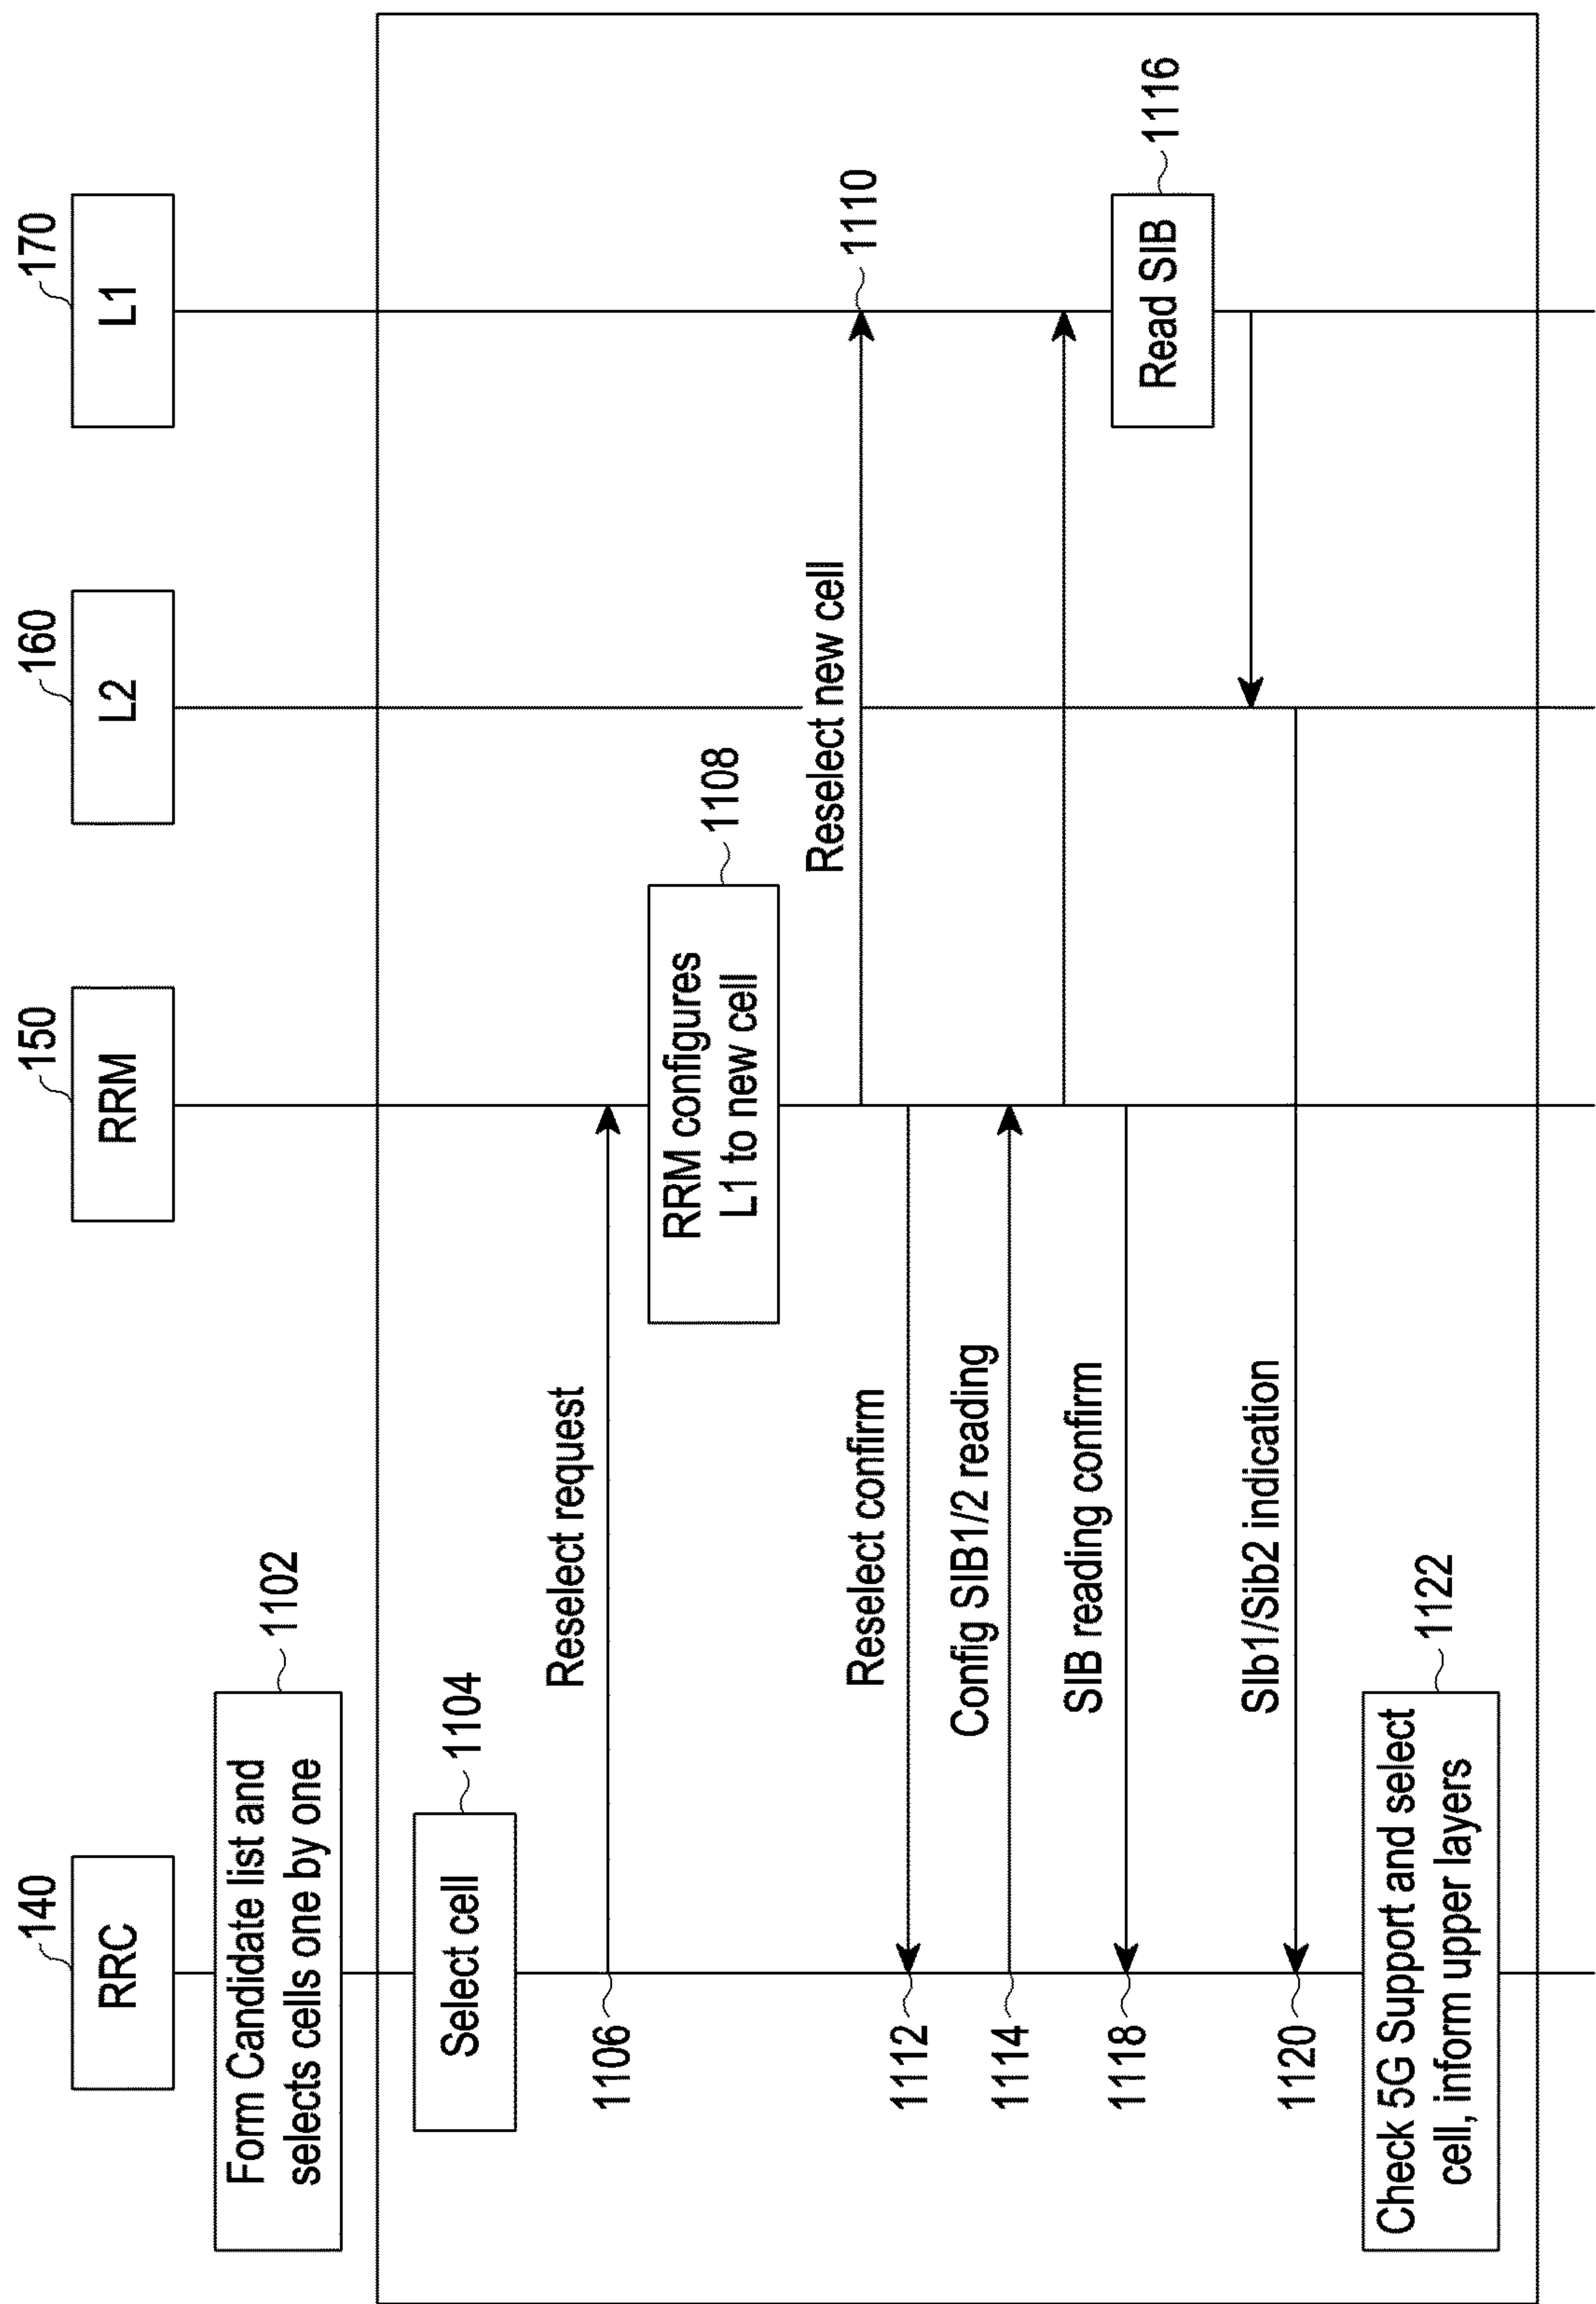 140
RRC
150
RRM
160
L2
170
L1
Form Candidate list and
selects cells one by one
1102
Select cell
1104
Reselect request
1106
RRM configures
L1 to new cell
1108
Reselect new cell
1110
Reselect confirm
1112
Config SIB1/2 reading
1114
Read SIB
1116
SIB reading confirm
1118
SIb1/Sib2 indication
1120
Check 5G Support and select
cell, inform upper layers
1122